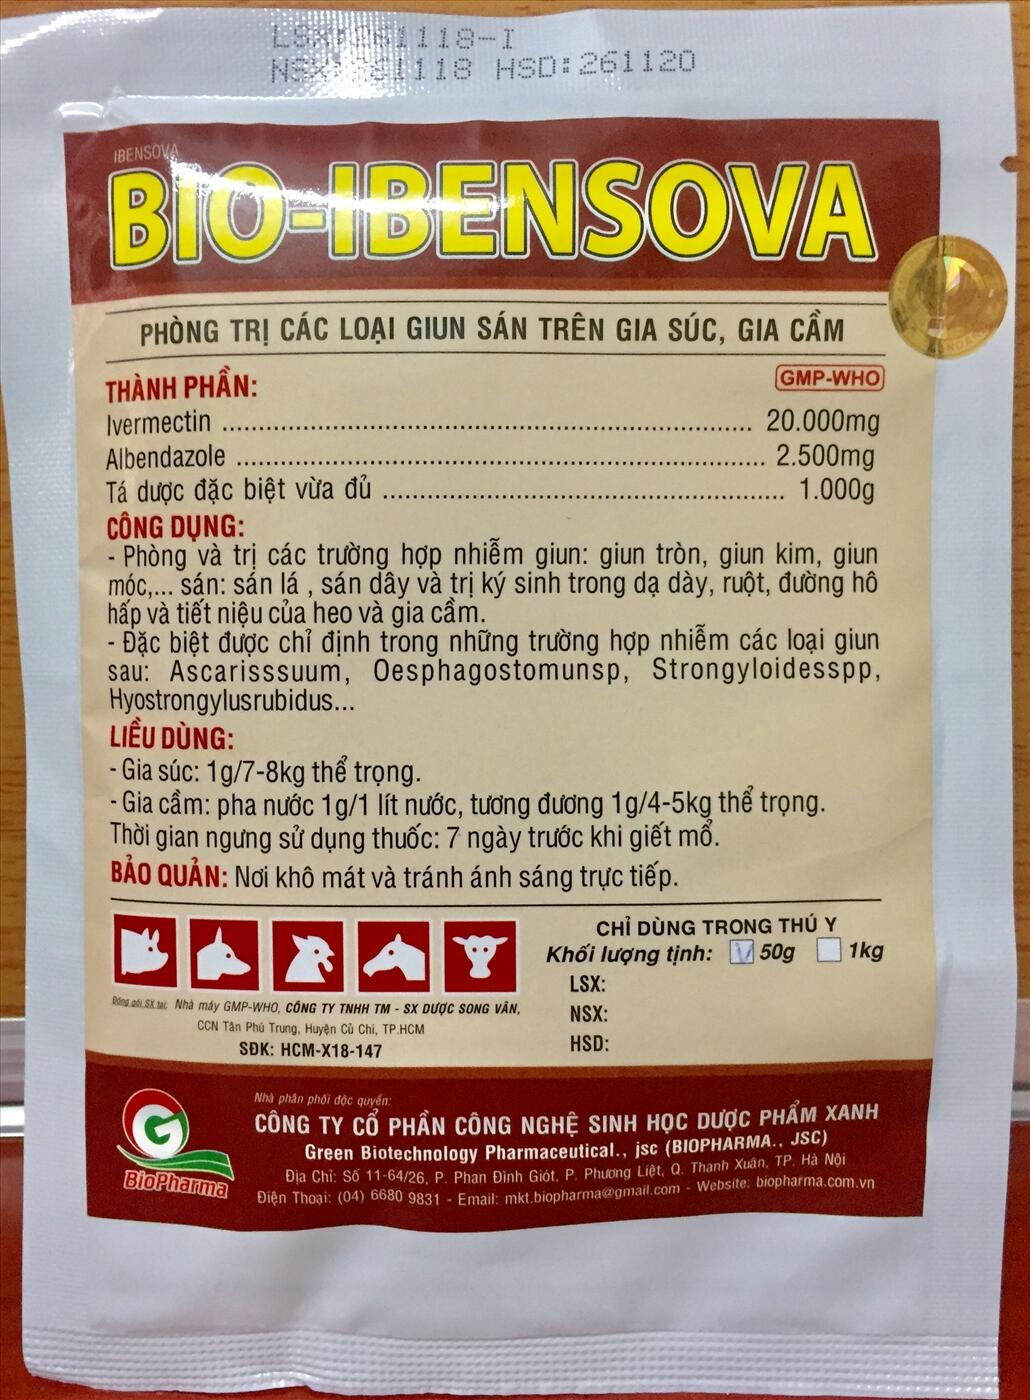 1118-I
1118 HSD:261120
IBENSOVA
BIO-IBENSOVA
PHÒNG TRỊ CÁC LOẠI GIUN SÁN TRÊN GIA SÚC, GIA CẦM
THÀNH PHẦN:
GMP-WHO
Ivermectin ........ 20.000mg
Albendazole ........ 2.500mg
Tá dược đặc biệt vừa đủ ........ 1.000g
CÔNG DỤNG:
- Phòng và trị các trường hợp nhiễm giun: giun tròn, giun kim, giun
móc,... sán: sán lá , sán dây và trị ký sinh trong dạ dày, ruột, đường hô
hấp và tiết niệu của heo và gia cầm.
- Đặc biệt được chỉ định trong những trường hợp nhiễm các loại giun
sau: Ascarisssuum, Oesphagostomunsp, Strongyloidesspp,
Hyostrongylusrubidus...
LIỀU DÙNG:
- Gia súc: 1g/7-8kg thể trọng.
- Gia cầm: pha nước 1g/1 lít nước, tương đương 1g/4-5kg thể trọng.
Thời gian ngưng sử dụng thuốc: 7 ngày trước khi giết mổ.
BẢO QUẢN: Nơi khô mát và tránh ánh sáng trực tiếp.
CHỈ DÙNG TRONG THÚ Y
Khối lượng tịnh: 50g 1kg
LSX:
NSX:
HSD:
Đóng gói SX tại: Nhà máy GMP-WHO, CÔNG TY TNHH TM - SX DƯỢC SONG VÂN,
CCN Tân Phú Trung, Huyện Củ Chi, TP.HCM
SĐK: HCM-X18-147
G
BioPharma
Nhà phân phối độc quyền:
CÔNG TY CỔ PHẦN CÔNG NGHỆ SINH HỌC DƯỢC PHẨM XANH
Green Biotechnology Pharmaceutical., jsc (BIOPHARMA., JSC)
Địa Chỉ: Số 11-64/26, P. Phan Đình Giót, P. Phương Liệt, Q. Thanh Xuân, TP. Hà Nội
Điện Thoại: (04) 6680 9831 - Email: mkt.biopharma@gmail.com - Website: biopharma.com.vn